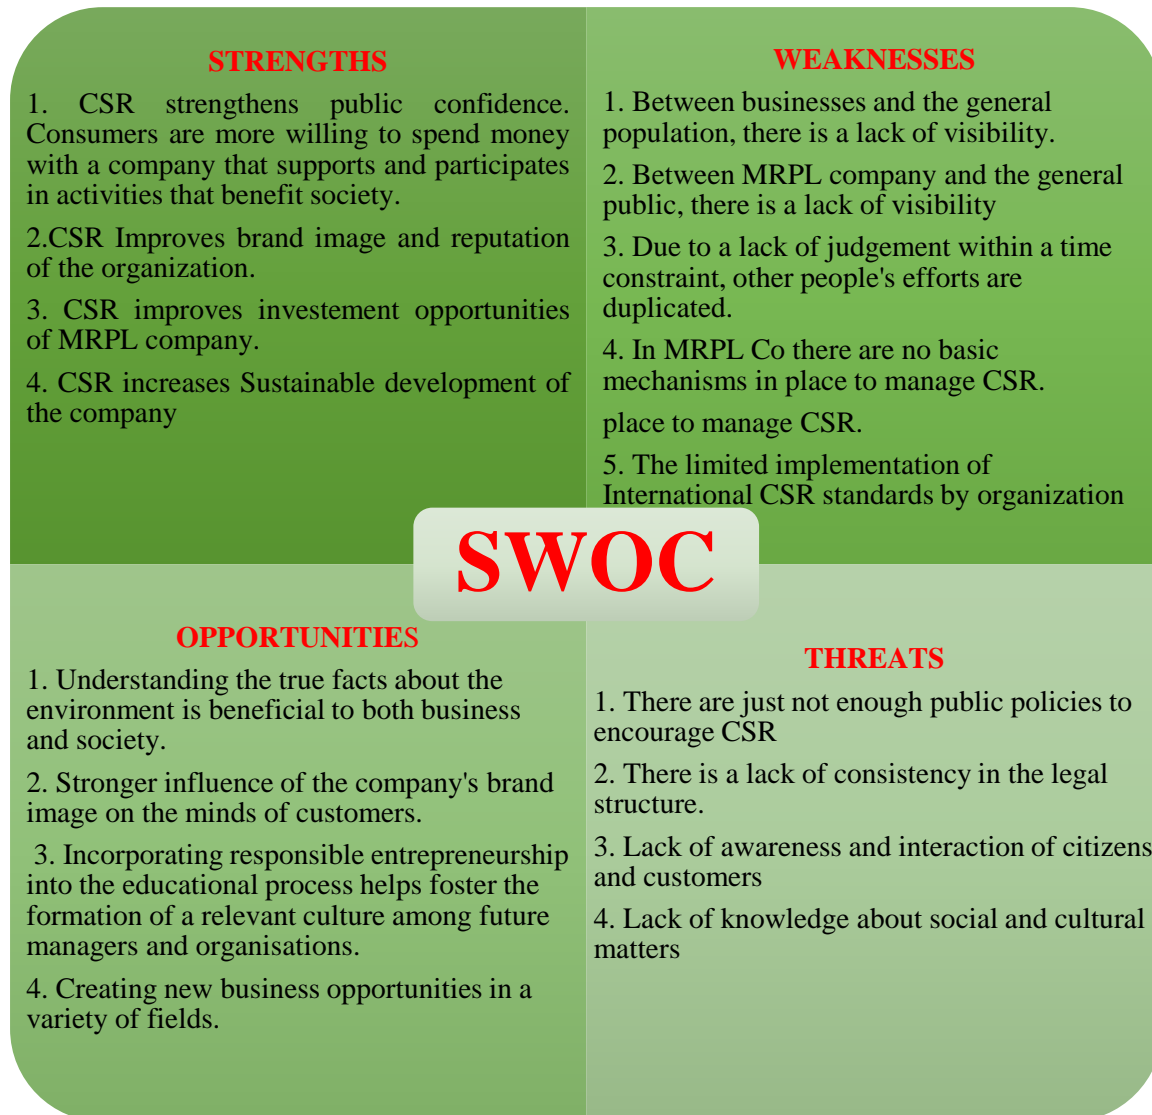 STRENGTHS
1. CSR strengthens public confidence.
Consumers are more willing to spend money
with a company that supports and participates
in activities that benefit society.
2.CSR Improves brand image and reputation
of the organization.
3. CSR improves investement opportunities
of MRPL company.
4. CSR increases Sustainable development of
the company
WEAKNESSES
1. Between businesses and the general
population, there is a lack of visibility.
2. Between MRPL company and the general
public, there is a lack of visibility
3. Due to a lack of judgement within a time
constraint, other people's efforts are
duplicated.
4. In MRPL Co there are no basic
mechanisms in place to manage CSR.
place to manage CSR.
5. The limited implementation of
International CSR standards by organization
SWOC
OPPORTUNITIES
1. Understanding the true facts about the
environment is beneficial to both business
and society.
2. Stronger influence of the company's brand
image on the minds of customers.
3. Incorporating responsible entrepreneurship
into the educational process helps foster the
formation of a relevant culture among future
managers and organisations.
4. Creating new business opportunities in a
variety of fields.
THREATS
1. There are just not enough public policies to
encourage CSR
2. There is a lack of consistency in the legal
structure.
3. Lack of awareness and interaction of citizens
and customers
4. Lack of knowledge about social and cultural
matters